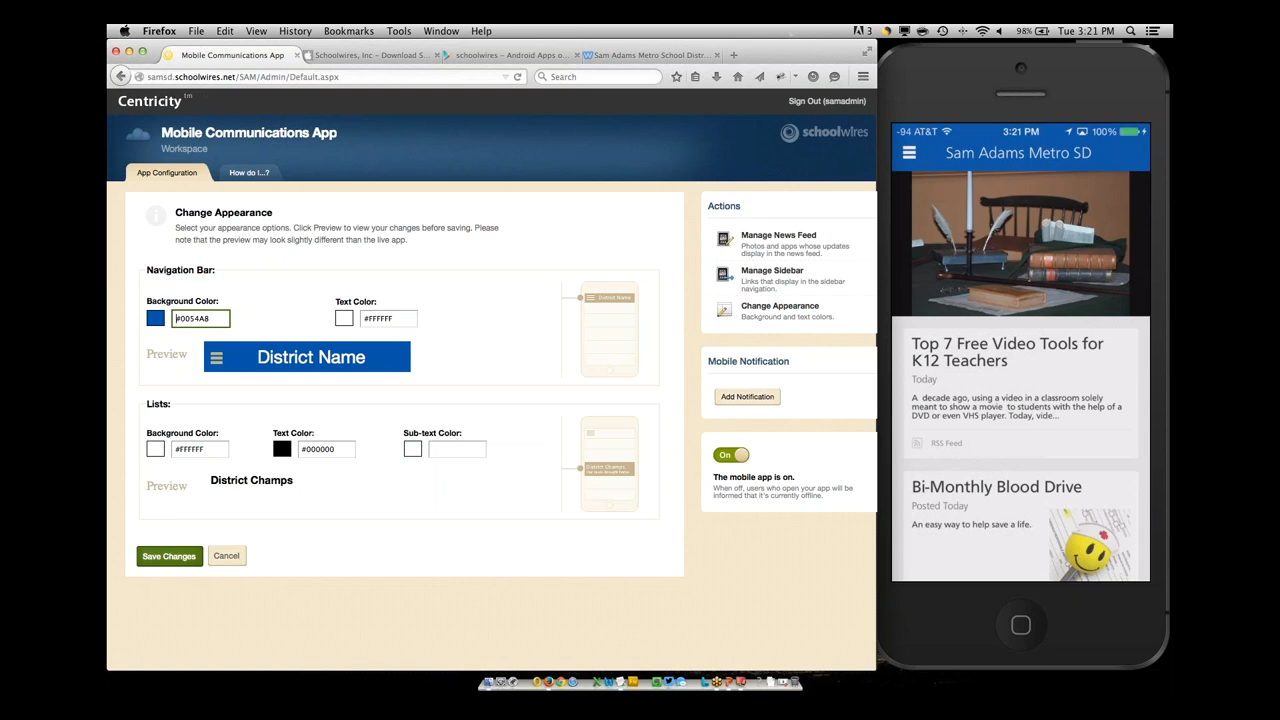 Firefox File Edit View History Bookmarks Tools Window Help
3 98% Tue 3:21 PM
Mobile Communications App
Schoolwires, Inc – Download S...
schoolwires – Android Apps o...
Sam Adams Metro School Distr...
samsd.schoolwires.net/SAM/Admin/Default.aspx
Search
Centricity ™
Sign Out (samadmin)
Mobile Communications App
Workspace
schoolwires
App Configuration
How do I...?
Change Appearance
Select your appearance options. Click Preview to view your changes before saving. Please
note that the preview may look slightly different than the live app.
Navigation Bar:
Background Color:
Text Color:
#0054A8
#FFFFFF
Preview
District Name
District Name
Lists:
Background Color:
Text Color:
Sub-text Color:
#FFFFFF
#000000
Preview
District Champs
District Champs
Save Changes
Cancel
Actions
Manage News Feed
Photos and apps whose updates
display in the news feed.
Manage Sidebar
Links that display in the sidebar
navigation.
Change Appearance
Background and text colors.
Mobile Notification
Add Notification
On
The mobile app is on.
When off, users who open your app will be
informed that it's currently offline.
-94 AT&T 3:21 PM 100%
Sam Adams Metro SD
Top 7 Free Video Tools for
K12 Teachers
Today
A decade ago, using a video in a classroom solely
meant to show a movie to students with the help of a
DVD or even VHS player. Today, vide...
RSS Feed
Bi-Monthly Blood Drive
Posted Today
An easy way to help save a life.